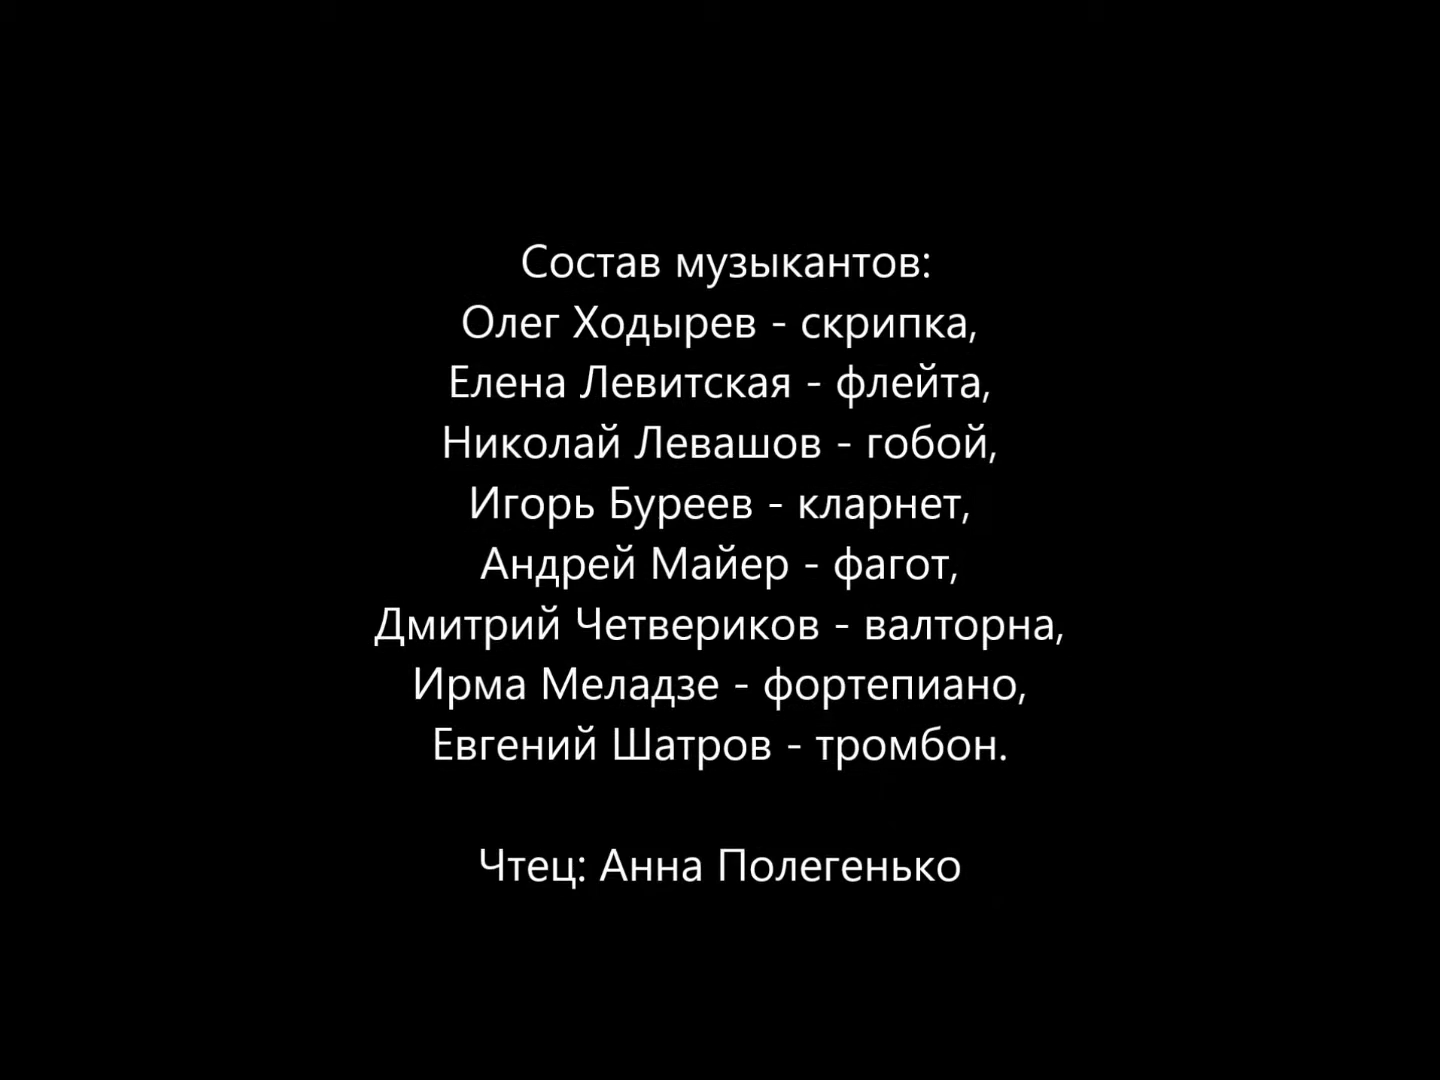 Состав музыкантов:
Олег Ходырев - скрипка,
Елена Левитская - флейта,
Николай Левашов - гобой,
Игорь Буреев - кларнет,
Андрей Майер - фагот,
Дмитрий Четвериков - валторна,
Ирма Меладзе - фортепиано,
Евгений Шатров - тромбон.
Чтец: Анна Полегенько